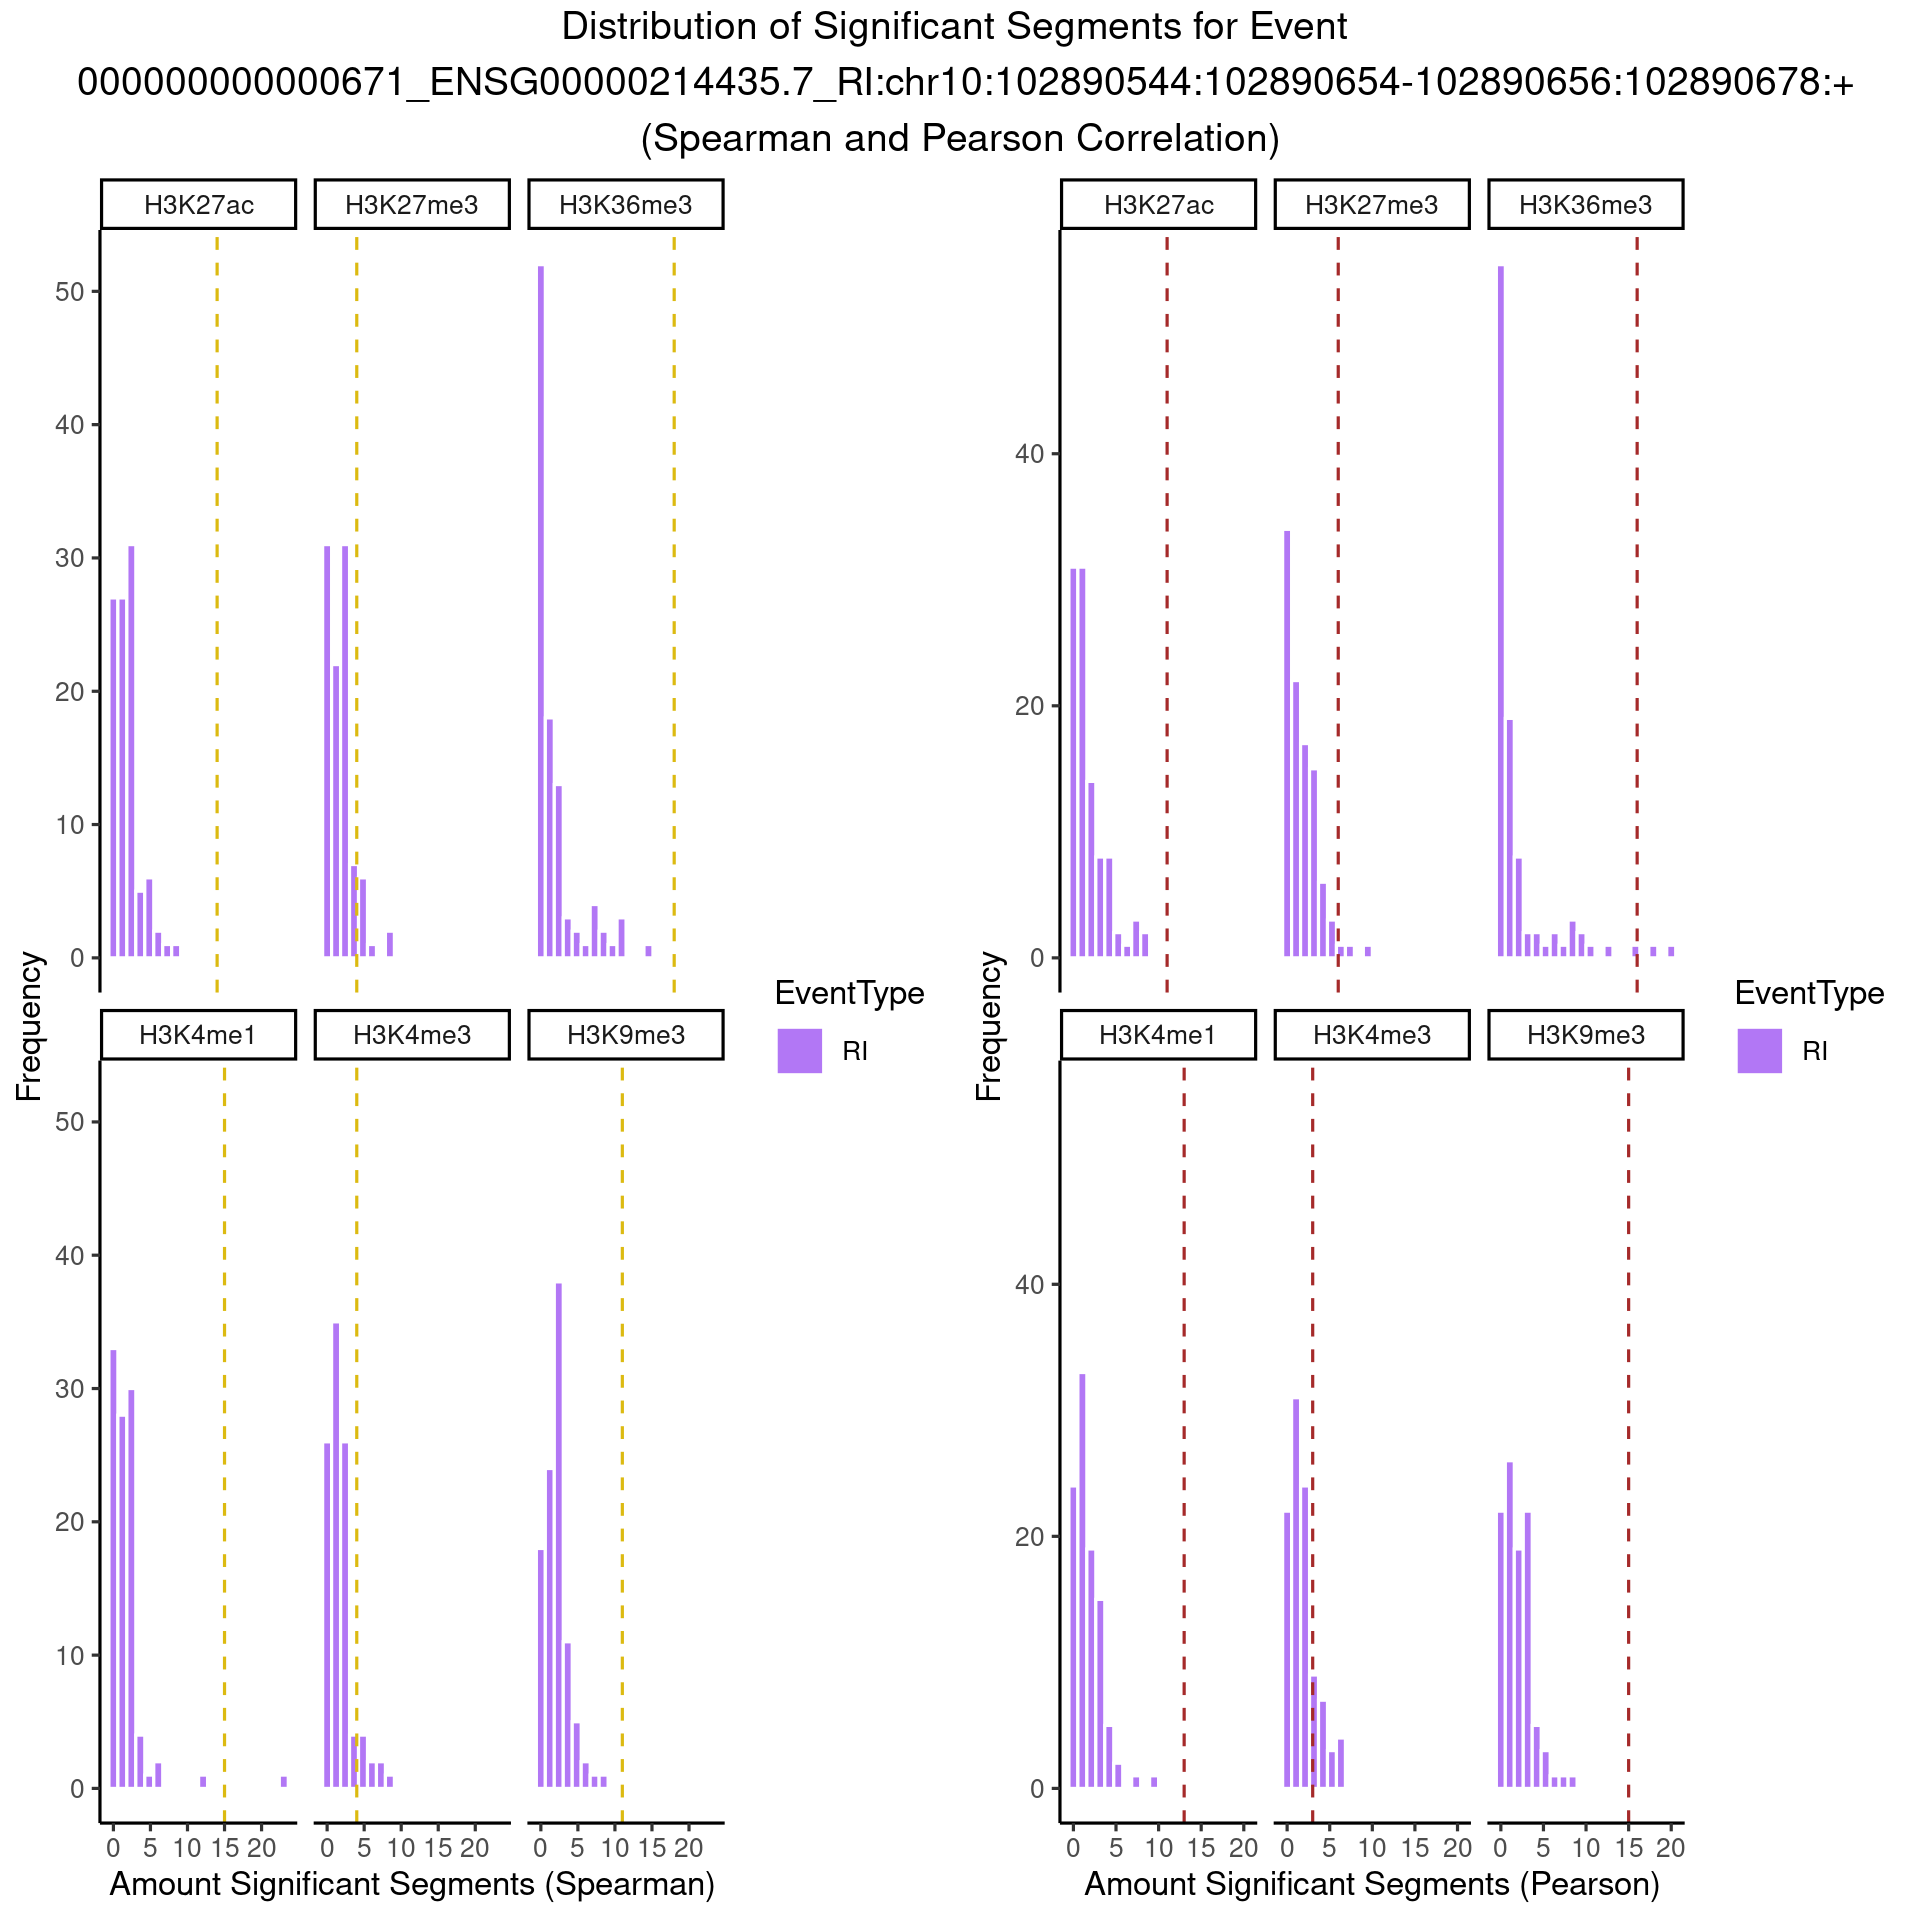 Distribution of Significant Segments for Event
000000000000671_ENSG00000214435.7_RI:chr10:102890544:102890654-102890656:102890678:+
(Spearman and Pearson Correlation)
H3K27ac H3K27me3 H3K36me3
50
40
30
20
10
0
H3K4me1 H3K4me3 H3K9me3
50
40
30
20
10
0
0 5 10 15 20 0 5 10 15 20 0 5 10 15 20
Frequency
Amount Significant Segments (Spearman)
EventType
RI
H3K27ac H3K27me3 H3K36me3
40
20
0
H3K4me1 H3K4me3 H3K9me3
40
20
0
0 5 10 15 20 0 5 10 15 20 0 5 10 15 20
Frequency
Amount Significant Segments (Pearson)
EventType
RI